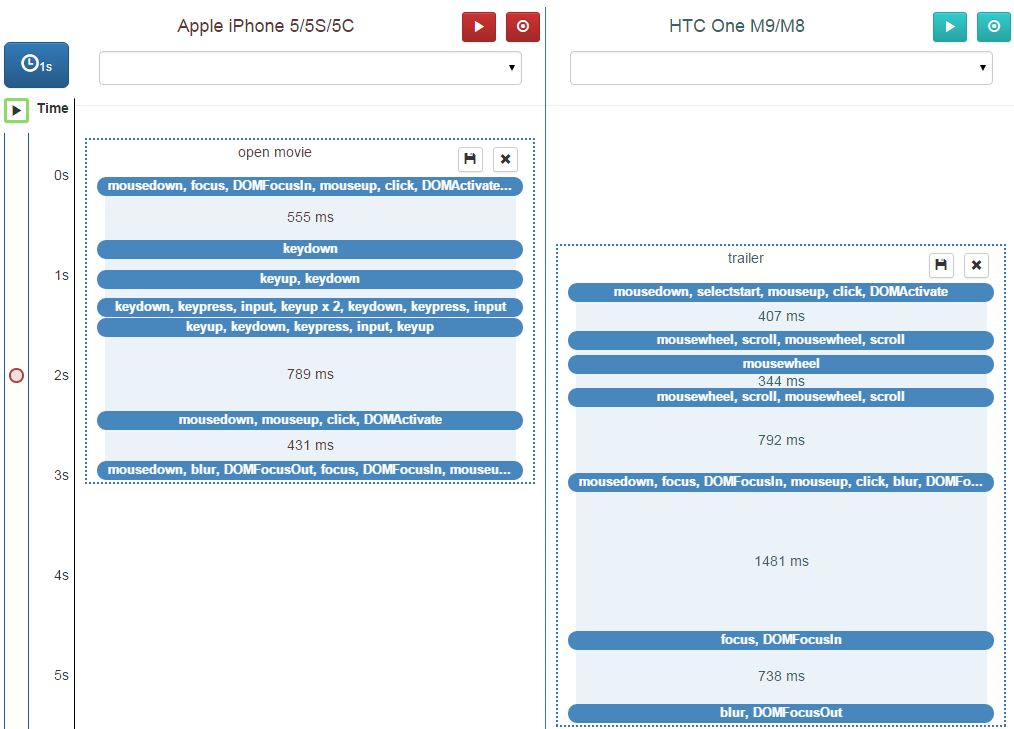 Apple iPhone 5/5S/5C
HTC One M9/M8
1s
Time
0s
1s
2s
3s
4s
5s
open movie
mousedown, focus, DOMFocusIn, mouseup, click, DOMActivate...
555 ms
keydown
keyup, keydown
keydown, keypress, input, keyup x 2, keydown, keypress, input
keyup, keydown, keypress, input, keyup
789 ms
mousedown, mouseup, click, DOMActivate
431 ms
mousedown, blur, DOMFocusOut, focus, DOMFocusIn, mouseu...
trailer
mousedown, selectstart, mouseup, click, DOMActivate
407 ms
mousewheel, scroll, mousewheel, scroll
mousewheel
344 ms
mousewheel, scroll, mousewheel, scroll
792 ms
mousedown, focus, DOMFocusIn, mouseup, click, blur, DOMFo...
1481 ms
focus, DOMFocusIn
738 ms
blur, DOMFocusOut